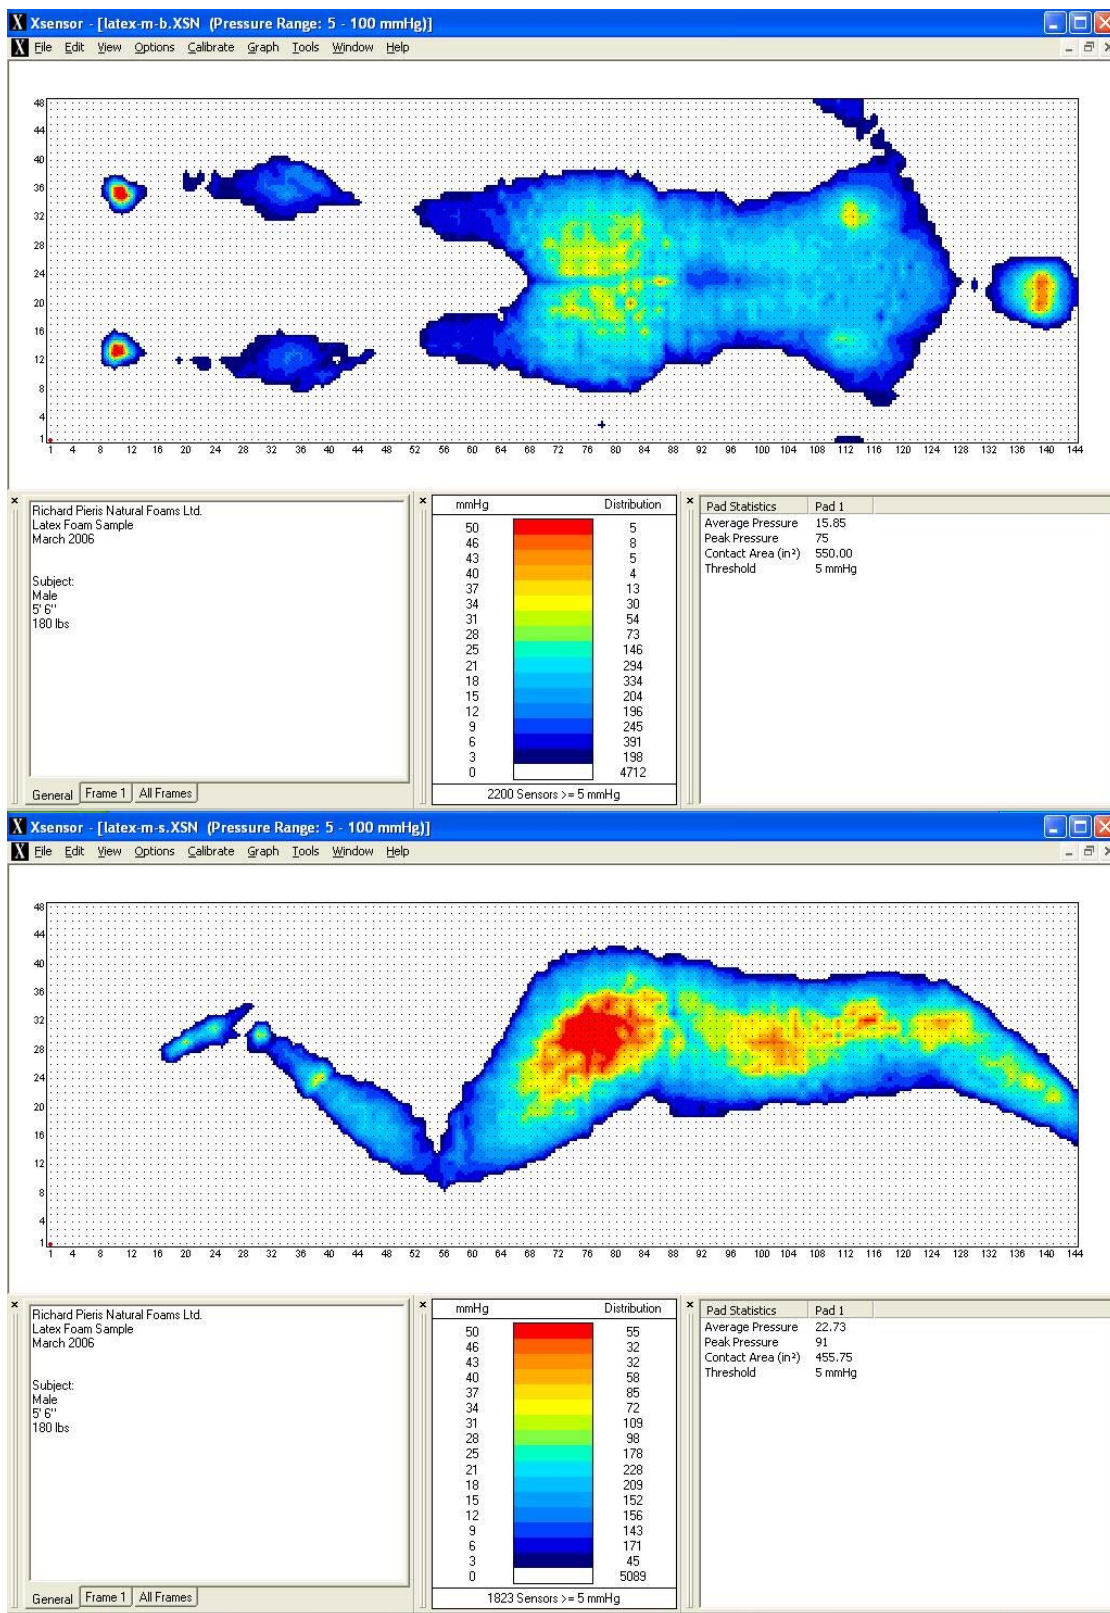 Xsensor - [latex-m-b.XSN (Pressure Range: 5 - 100 mmHg)]
X File Edit View Options Calibrate Graph Tools Window Help
48
44
40
36
32
28
24
20
16
12
8
4
1
1 4 8 12 16 20 24 28 32 36 40 44 48 52 56 60 64 68 72 76 80 84 88 92 96 100 104 108 112 116 120 124 128 132 136 140 144
Richard Pieris Natural Foams Ltd.
Latex Foam Sample
March 2006
Subject:
Male
5' 6"
180 lbs
General Frame 1 All Frames
mmHg Distribution
50 5
46 8
43 5
40 4
37 13
34 30
31 54
28 73
25 146
21 294
18 334
15 204
12 196
9 245
6 391
3 198
0 4712
2200 Sensors >= 5 mmHg
Pad Statistics Pad 1
Average Pressure 15.85
Peak Pressure 75
Contact Area (in²) 550.00
Threshold 5 mmHg
X Xsensor - [latex-m-s.XSN (Pressure Range: 5 - 100 mmHg)]
X File Edit View Options Calibrate Graph Tools Window Help
48
44
40
36
32
28
24
20
16
12
8
4
1
1 4 8 12 16 20 24 28 32 36 40 44 48 52 56 60 64 68 72 76 80 84 88 92 96 100 104 108 112 116 120 124 128 132 136 140 144
Richard Pieris Natural Foams Ltd.
Latex Foam Sample
March 2006
Subject:
Male
5' 6"
180 lbs
General Frame 1 All Frames
mmHg Distribution
50 55
46 32
43 32
40 58
37 85
34 72
31 109
28 98
25 178
21 228
18 209
15 152
12 156
9 143
6 171
3 45
0 5089
1823 Sensors >= 5 mmHg
Pad Statistics Pad 1
Average Pressure 22.73
Peak Pressure 91
Contact Area (in²) 455.75
Threshold 5 mmHg